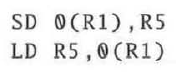 SD 0(R1),R5
LD R5,0(R1)